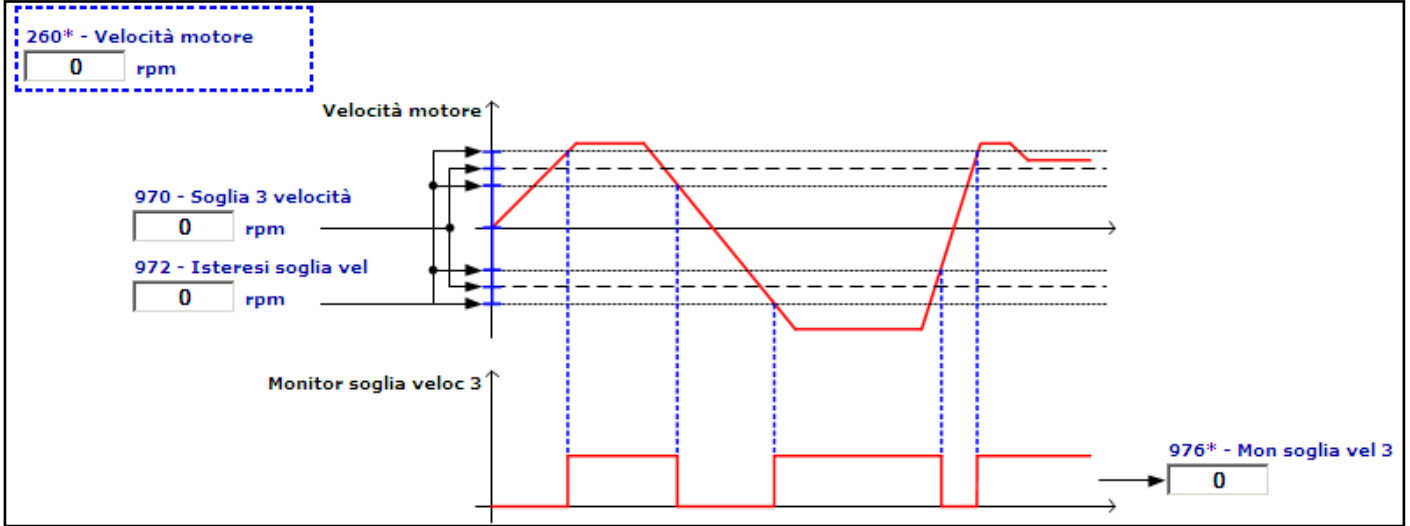 260* - Velocità motore
0 rpm
Velocità motore
970 - Soglia 3 velocità
0 rpm
972 - Isteresi soglia vel
0 rpm
Monitor soglia veloc 3
976* - Mon soglia vel 3
0